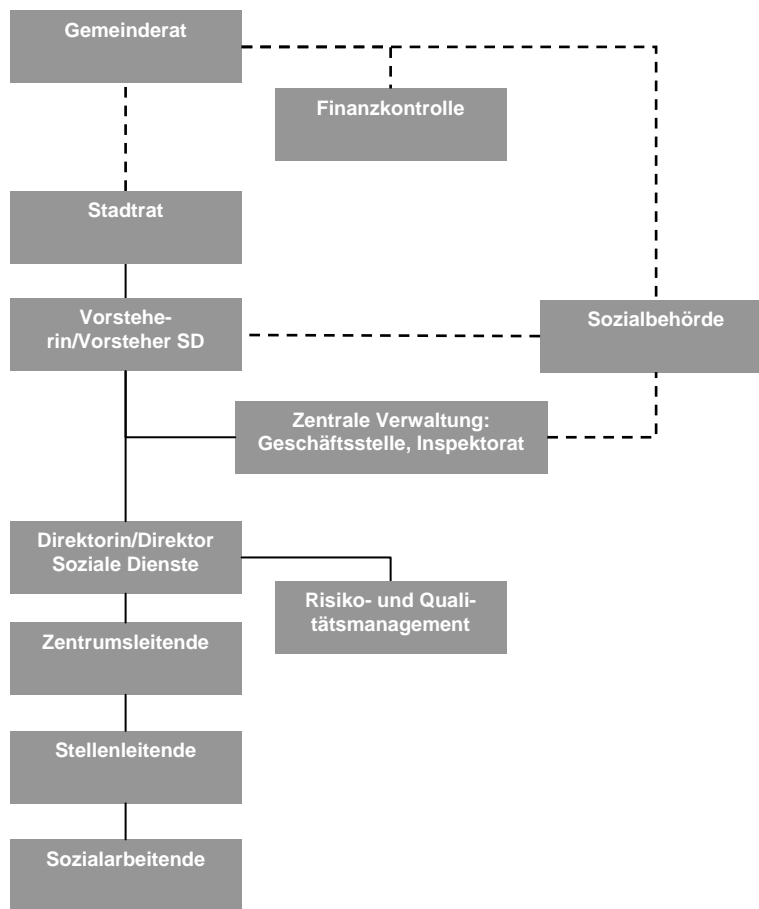 Gemeinderat
Finanzkontrolle
Stadtrat
Vorstehe-
rin/Vorsteher SD
Sozialbehörde
Zentrale Verwaltung:
Geschäftsstelle, Inspektorat
Direktorin/Direktor
Soziale Dienste
Risiko- und Quali-
tätsmanagement
Zentrumsleitende
Stellenleitende
Sozialarbeitende